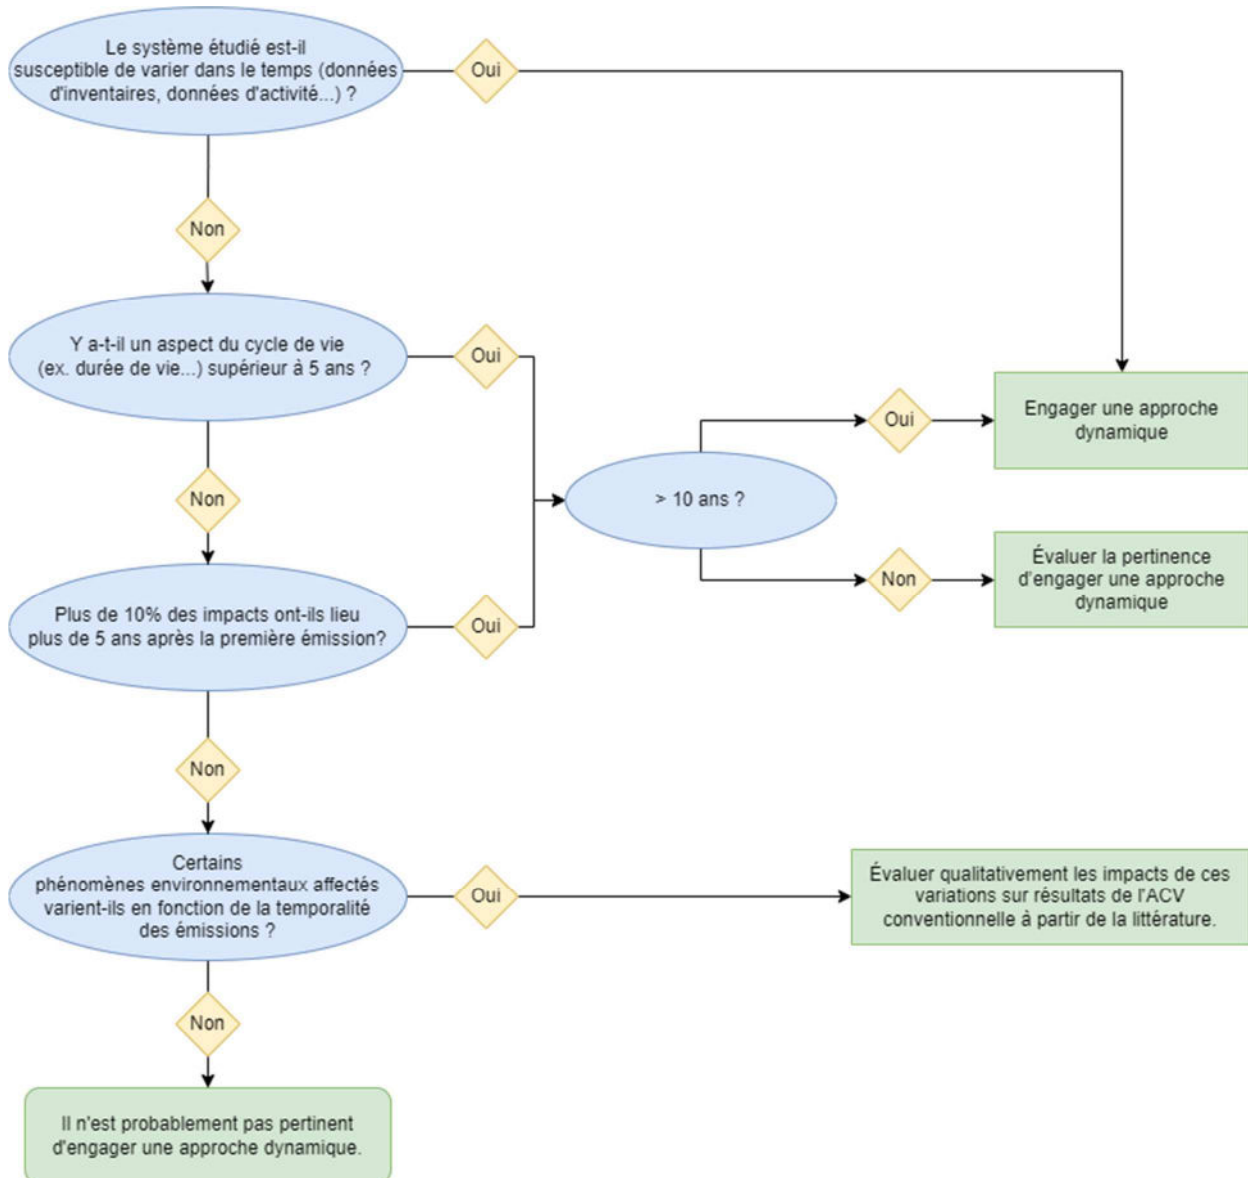 Le système étudié est-il
susceptible de varier dans le temps (données
d'inventaires, données d'activité...) ?
Oui
Non
Y a-t-il un aspect du cycle de vie
(ex. durée de vie...) supérieur à 5 ans ?
Oui
Non
Plus de 10% des impacts ont-ils lieu
plus de 5 ans après la première émission?
Oui
> 10 ans ?
Oui
Engager une approche
dynamique
Non
Évaluer la pertinence
d'engager une approche
dynamique
Non
Certains
phénomènes environnementaux affectés
varient-ils en fonction de la temporalité
des émissions ?
Oui
Évaluer qualitativement les impacts de ces
variations sur résultats de l'ACV
conventionnelle à partir de la littérature.
Non
Il n'est probablement pas pertinent
d'engager une approche dynamique.